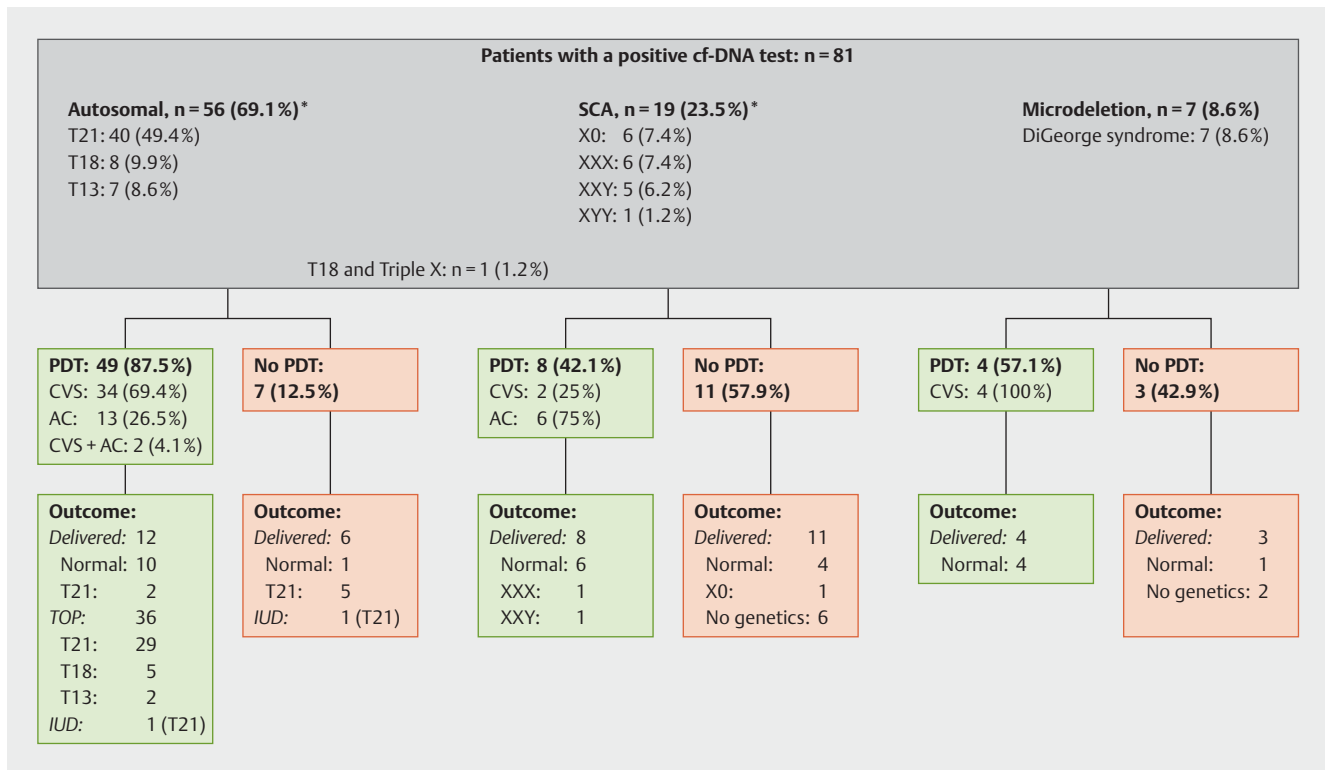 Patients with a positive cf-DNA test: n = 81
Autosomal, n = 56 (69.1 %)*
T21: 40 (49.4 %)
T18: 8 (9.9 %)
T13: 7 (8.6 %)
SCA, n = 19 (23.5 %)*
X0: 6 (7.4 %)
XXX: 6 (7.4 %)
XXY: 5 (6.2 %)
XYY: 1 (1.2 %)
Microdeletion, n = 7 (8.6 %)
DiGeorge syndrome: 7 (8.6 %)
T18 and Triple X: n = 1 (1.2 %)
PDT: 49 (87.5 %)
CVS: 34 (69.4 %)
AC: 13 (26.5 %)
CVS + AC: 2 (4.1 %)
No PDT:
7 (12.5 %)
PDT: 8 (42.1 %)
CVS: 2 (25 %)
AC: 6 (75 %)
No PDT:
11 (57.9 %)
PDT: 4 (57.1 %)
CVS: 4 (100 %)
No PDT:
3 (42.9 %)
Outcome:
Delivered: 12
Normal: 10
T21: 2
TOP: 36
T21: 29
T18: 5
T13: 2
IUD: 1 (T21)
Outcome:
Delivered: 6
Normal: 1
T21: 5
IUD: 1 (T21)
Outcome:
Delivered: 8
Normal: 6
XXX: 1
XXY: 1
Outcome:
Delivered: 11
Normal: 4
X0: 1
No genetics: 6
Outcome:
Delivered: 4
Normal: 4
Outcome:
Delivered: 3
Normal: 1
No genetics: 2